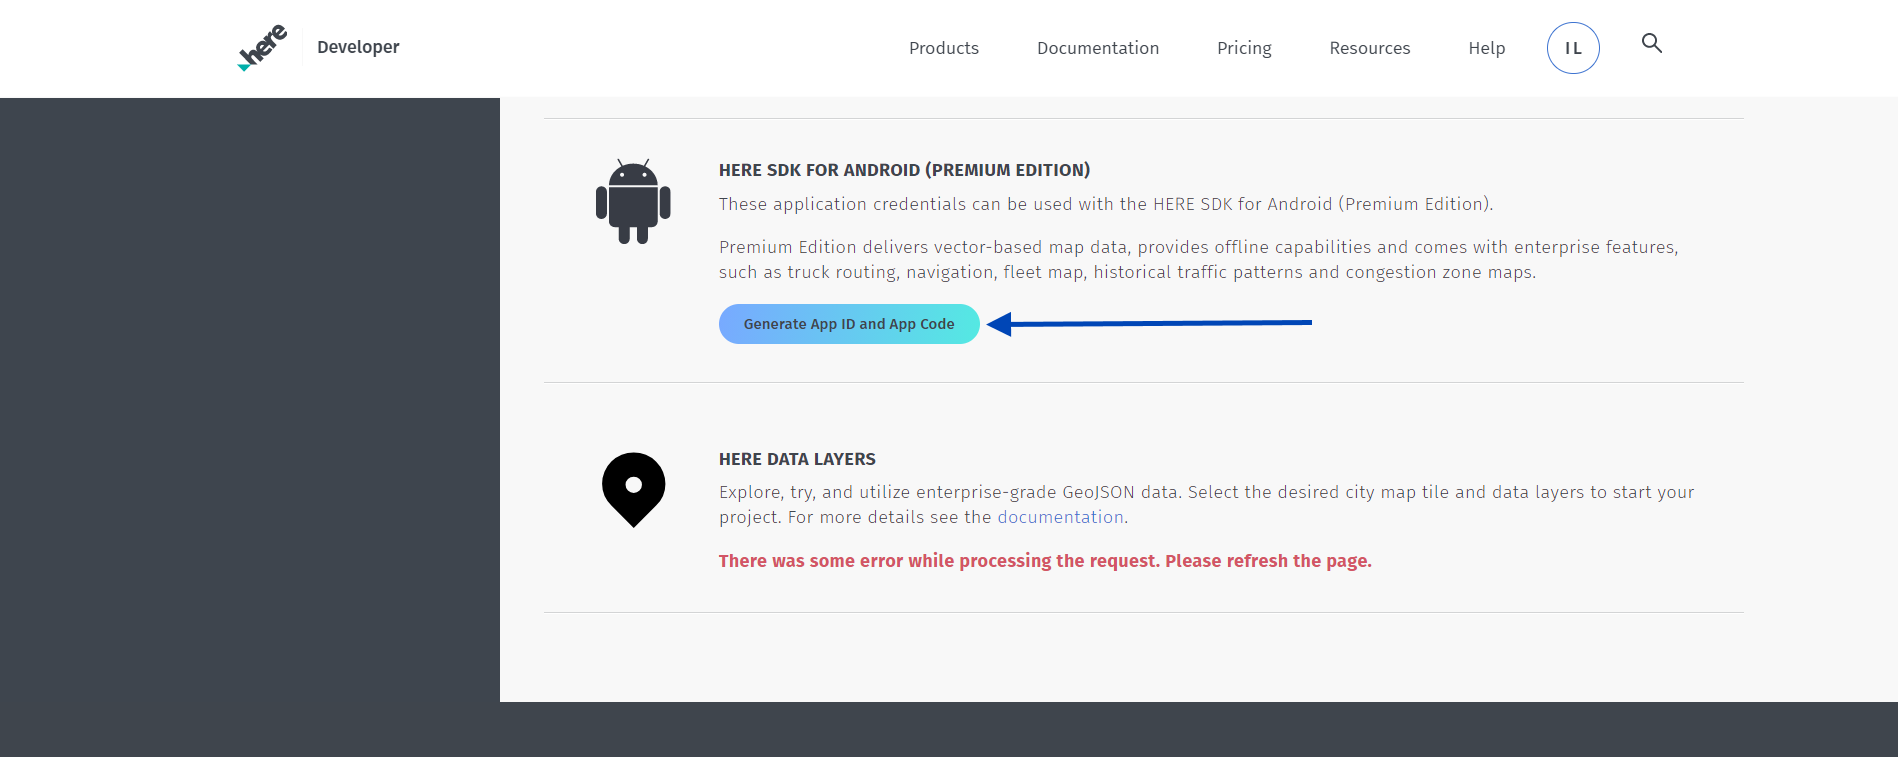 here
Developer
Products
Documentation
Pricing
Resources
Help
IL
HERE SDK FOR ANDROID (PREMIUM EDITION)
These application credentials can be used with the HERE SDK for Android (Premium Edition).
Premium Edition delivers vector-based map data, provides offline capabilities and comes with enterprise features,
such as truck routing, navigation, fleet map, historical traffic patterns and congestion zone maps.
Generate App ID and App Code
HERE DATA LAYERS
Explore, try, and utilize enterprise-grade GeoJSON data. Select the desired city map tile and data layers to start your
project. For more details see the documentation.
There was some error while processing the request. Please refresh the page.